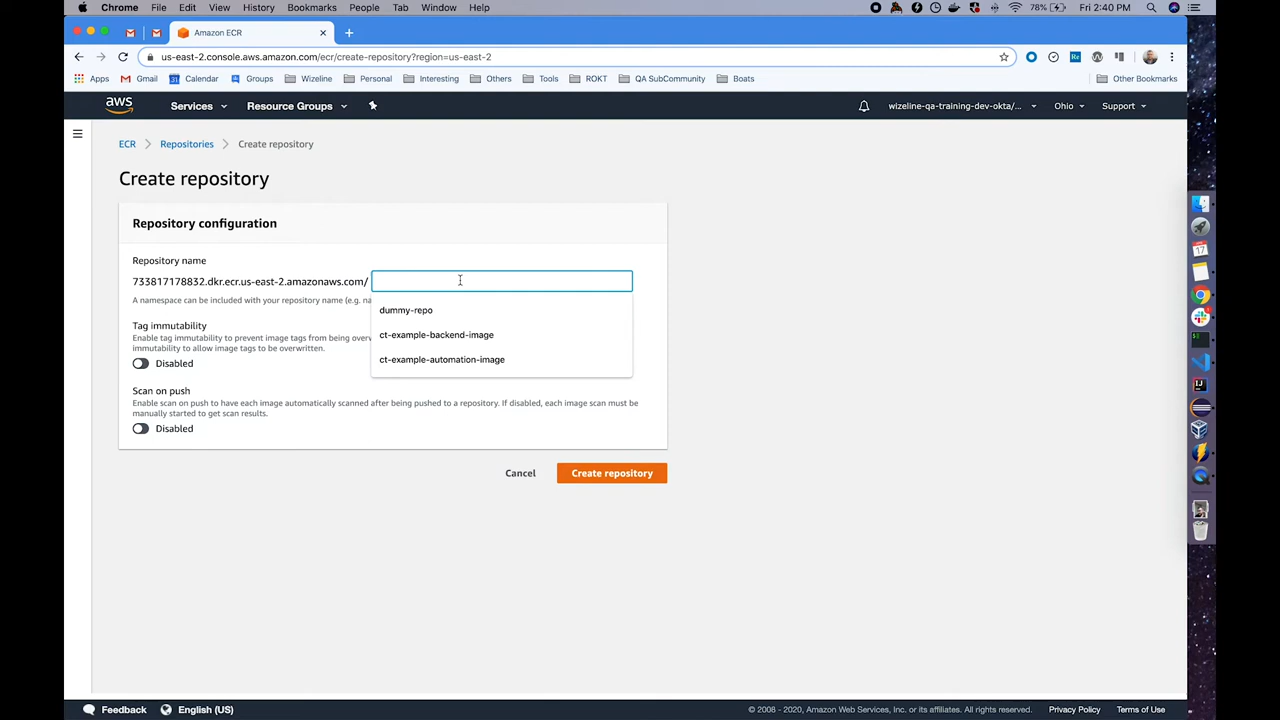 Chrome File Edit View History Bookmarks People Tab Window Help
78% Fri 2:40 PM
Amazon ECR
us-east-2.console.aws.amazon.com/ecr/create-repository?region=us-east-2
Apps Gmail Calendar Groups Wizeline Personal Interesting Others Tools ROKT QA SubCommunity Boats Other Bookmarks
aws Services Resource Groups wizeline-qa-training-dev-okta/... Ohio Support
ECR Repositories Create repository
Create repository
Repository configuration
Repository name
733817178832.dkr.ecr.us-east-2.amazonaws.com/
A namespace can be included with your repository name (e.g. na
dummy-repo
ct-example-backend-image
ct-example-automation-image
Tag immutability
Enable tag immutability to prevent image tags from being overw
immutability to allow image tags to be overwritten.
Disabled
Scan on push
Enable scan on push to have each image automatically scanned after being pushed to a repository. If disabled, each image scan must be
manually started to get scan results.
Disabled
Cancel Create repository
Feedback English (US) © 2008 - 2020, Amazon Web Services, Inc. or its affiliates. All rights reserved. Privacy Policy Terms of Use